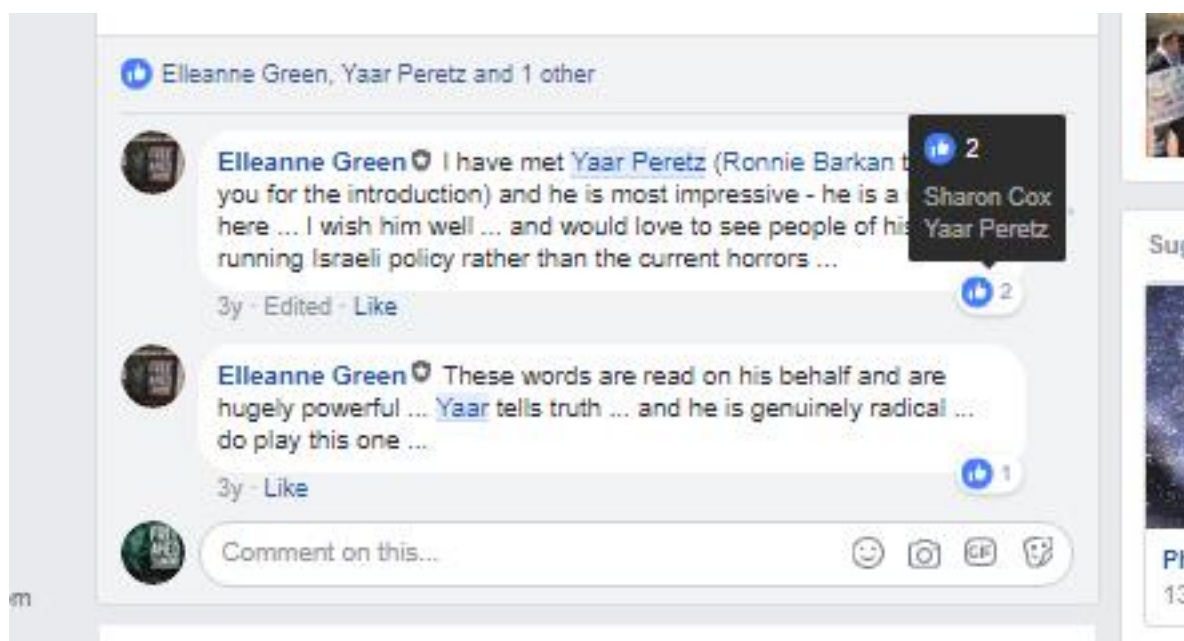 Elleanne Green, Yaar Peretz and 1 other
Elleanne Green I have met Yaar Peretz (Ronnie Barkan t
you for the introduction) and he is most impressive - he is a
here ... I wish him well ... and would love to see people of his
running Israeli policy rather than the current horrors ...
2
Sharon Cox
Yaar Peretz
2
3y · Edited · Like
Elleanne Green These words are read on his behalf and are
hugely powerful ... Yaar tells truth ... and he is genuinely radical ...
do play this one ...
1
3y · Like
Comment on this...
GIF
om
Sug
Ph
13